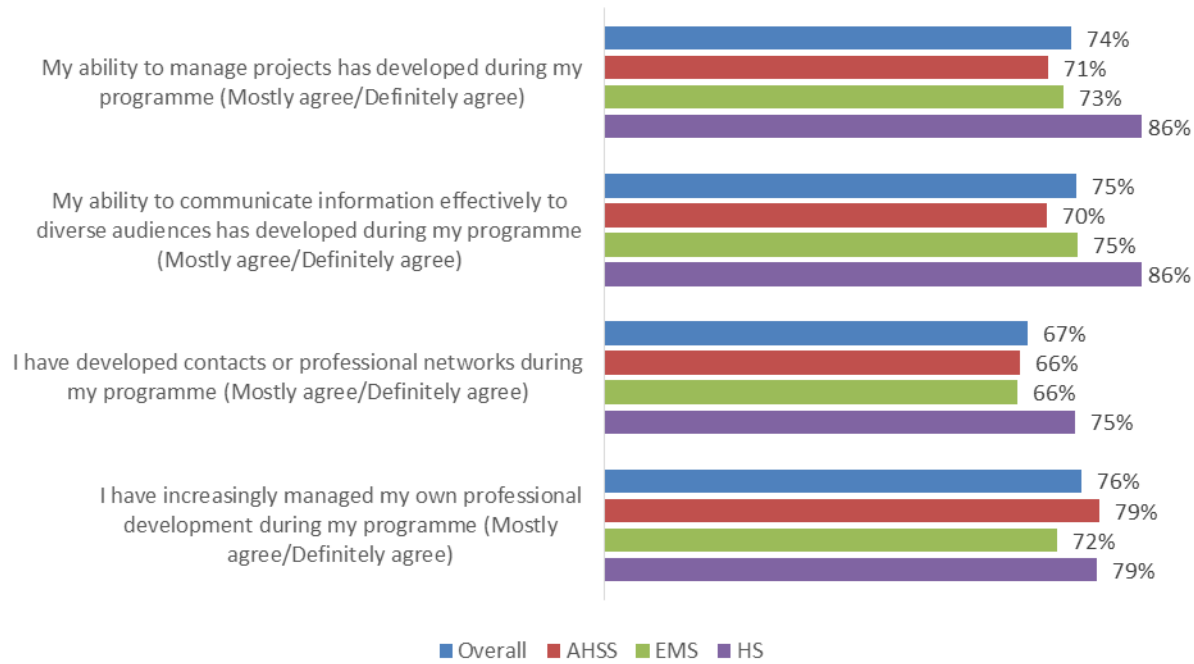 74%
My ability to manage projects has developed during my
71%
programme (Mostly agree/Definitely agree)
73%
86%
My ability to communicate information effectively to
75%
diverse audiences has developed during my programme
70%
(Mostly agree/Definitely agree)
75%
86%
I have developed contacts or professional networks during
67%
my programme (Mostly agree/Definitely agree)
66%
66%
75%
I have increasingly managed my own professional
76%
development during my programme (Mostly
79%
agree/Definitely agree)
72%
79%
Overall AHSS EMS HS